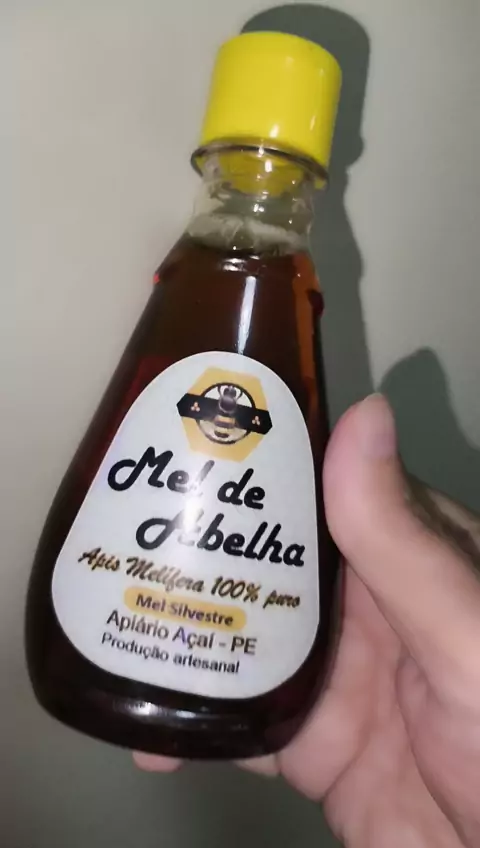 Mel de
Abelha
Apis Melífera 100% puro
Mel Silvestre
Apiário Açaí - PE
Produção artesanal